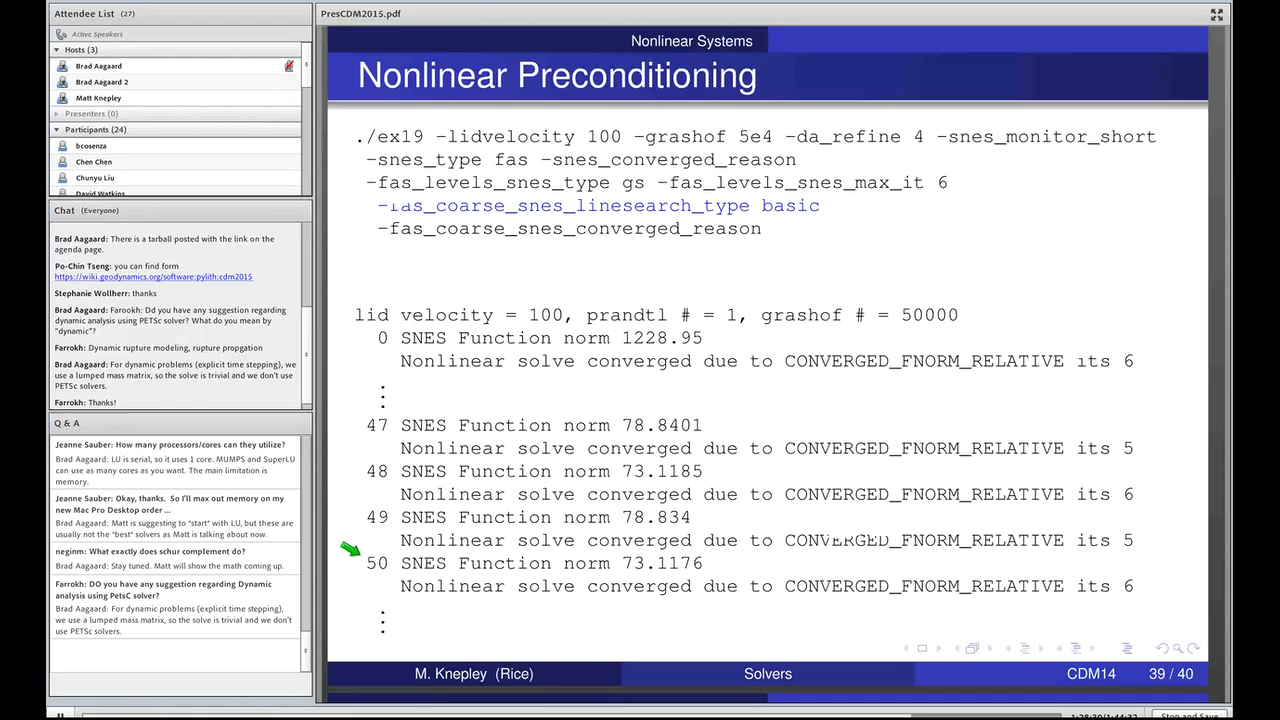 Attendee List (27)
Active Speakers
Hosts (3)
Brad Aagaard
Brad Aagaard 2
Matt Knepley
Presenters (0)
Participants (24)
bcosenza
Chen Chen
Chunyu Liu
David Watkins
Chat (Everyone)
Brad Aagaard: There is a tarball posted with the link on the
agenda page.
Po-Chin Tseng: you can find form
https://wiki.geodynamics.org/software:pylith:cdm2015
Stephanie Wollherr: thanks
Brad Aagaard: Farookh: Do you have any suggestion regarding
dynamic analysis using PETSc solver? What do you mean by
"dynamic"?
Farrokh: Dynamic rupture modeling, rupture propgation
Brad Aagaard: For dynamic problems (explicit time stepping), we
use a lumped mass matrix, so the solve is trivial and we don't use
PETSc solvers.
Farrokh: Thanks!
Q & A
Jeanne Sauber: How many processors/cores can they utilize?
Brad Aagaard: LU is serial, so it uses 1 core. MUMPS and SuperLU
can use as many cores as you want. The main limitation is
memory.
Jeanne Sauber: Okay, thanks. So I'll max out memory on my
new Mac Pro Desktop order ...
Brad Aagaard: Matt is suggesting to *start* with LU, but these are
usually not the *best* solvers as Matt is talking about now.
neginm: What exactly does schur complement do?
Brad Aagaard: Stay tuned. Matt will show the math coming up.
Farrokh: DO you have any suggestion regarding Dynamic
analysis using PetsC solver?
Brad Aagaard: For dynamic problems (explicit time stepping),
we use a lumped mass matrix, so the solve is trivial and we don't
use PETSc solvers.
PresCDM2015.pdf
Nonlinear Systems
Nonlinear Preconditioning
./ex19 -lidvelocity 100 -grashof 5e4 -da_refine 4 -snes_monitor_short
-snes_type fas -snes_converged_reason
-fas_levels_snes_type gs -fas_levels_snes_max_it 6
-fas_coarse_snes_linesearch_type basic
-fas_coarse_snes_converged_reason
lid velocity = 100, prandtl # = 1, grashof # = 50000
0 SNES Function norm 1228.95
Nonlinear solve converged due to CONVERGED_FNORM_RELATIVE its 6
⋮
47 SNES Function norm 78.8401
Nonlinear solve converged due to CONVERGED_FNORM_RELATIVE its 5
48 SNES Function norm 73.1185
Nonlinear solve converged due to CONVERGED_FNORM_RELATIVE its 6
49 SNES Function norm 78.834
Nonlinear solve converged due to CONVERGED_FNORM_RELATIVE its 5
50 SNES Function norm 73.1176
Nonlinear solve converged due to CONVERGED_FNORM_RELATIVE its 6
⋮
M. Knepley (Rice)
Solvers
CDM14
39 / 40
1:28:30/1:44:32
Stop and Save